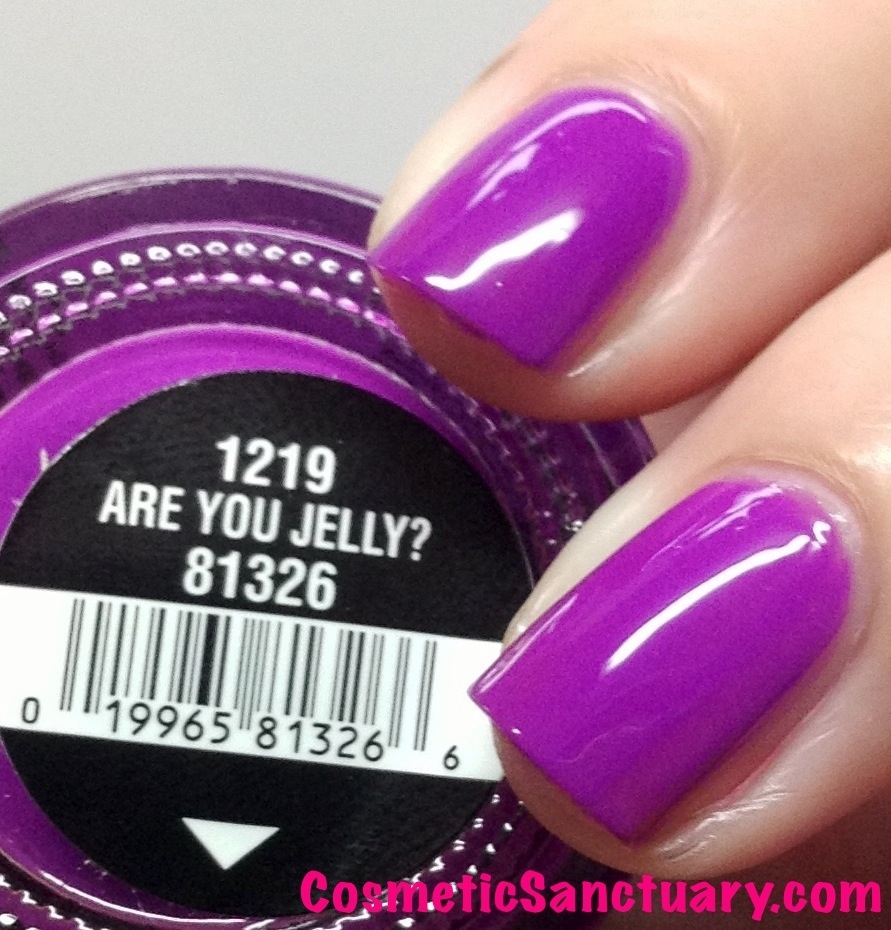 1219
ARE YOU JELLY?
81326
0 19965 81326 6
CosmeticSanctuary.com